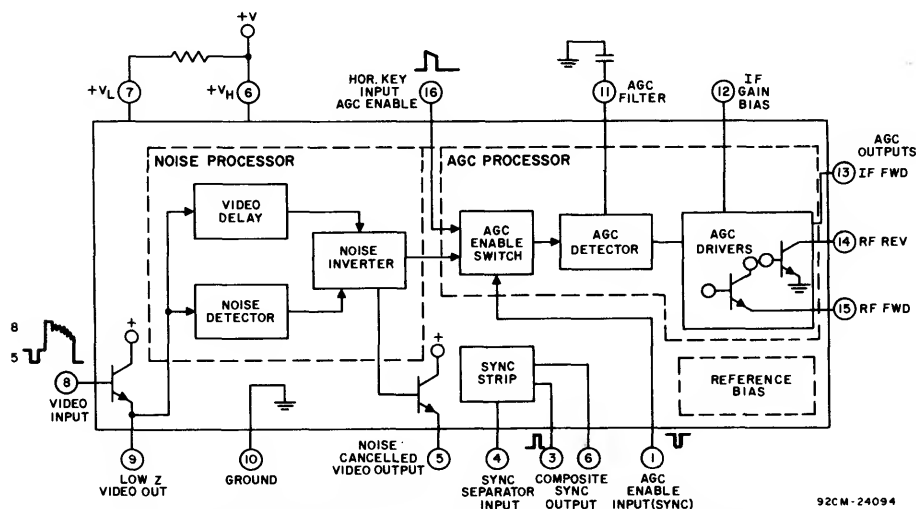 +V
+VL
7
+VH
6
HOR. KEY
INPUT
AGC ENABLE
16
11
AGC
FILTER
12
IF
GAIN
BIAS
NOISE PROCESSOR
AGC PROCESSOR
AGC
OUTPUTS
13 IF FWD
VIDEO
DELAY
NOISE
INVERTER
AGC
ENABLE
SWITCH
AGC
DETECTOR
AGC
DRIVERS
14 RF REV
NOISE
DETECTOR
15 RF FWD
8
5
+
+
8
VIDEO
INPUT
SYNC
STRIP
REFERENCE
BIAS
9
LOW Z
VIDEO OUT
10
GROUND
NOISE
CANCELLED
VIDEO OUTPUT
5
4
SYNC
SEPARATOR
INPUT
3
6
COMPOSITE
SYNC
OUTPUT
1
AGC
ENABLE
INPUT(SYNC)
92CM-24094